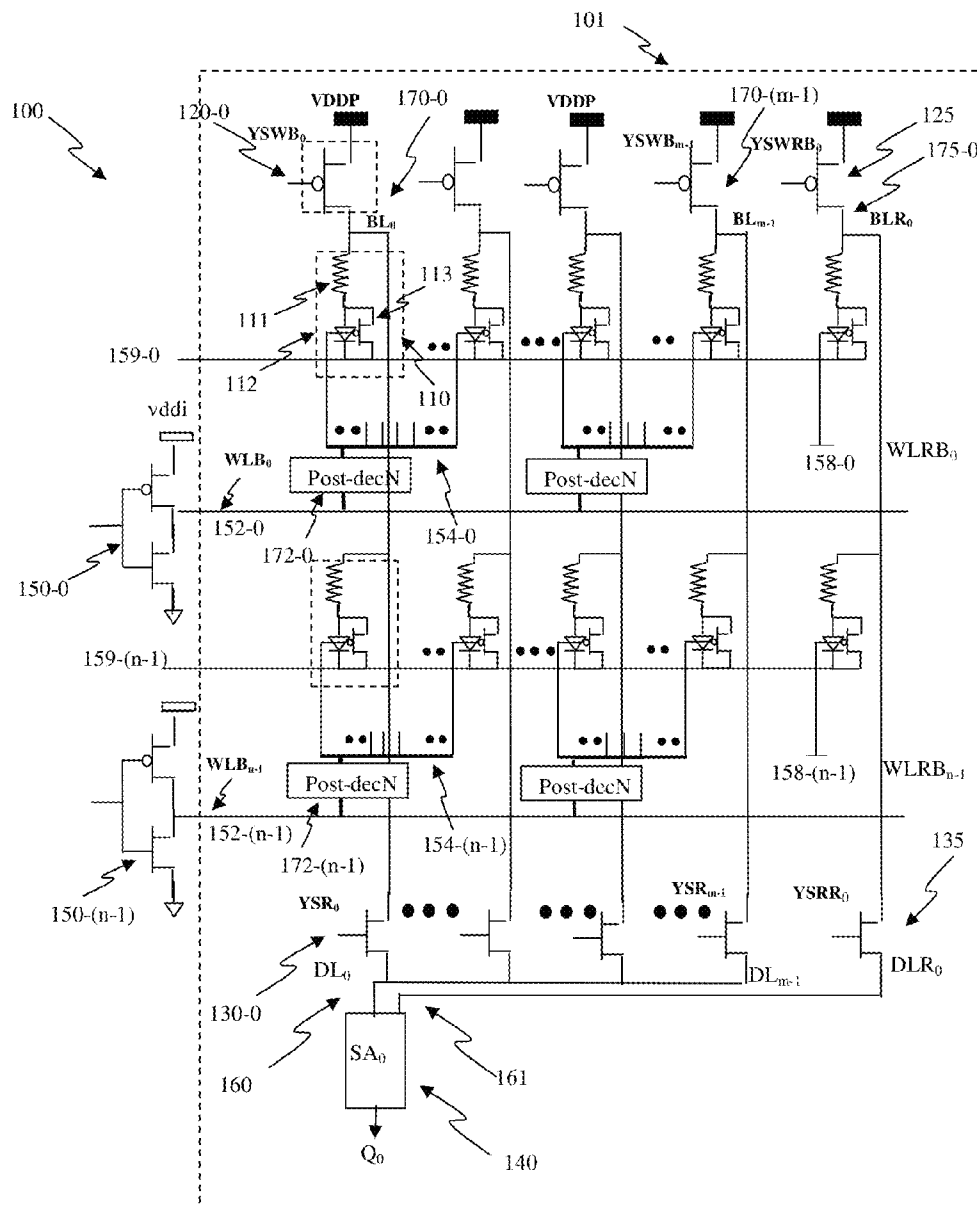 101
100
120-0
VDDP
170-0
VDDP
170-(m-1)
YSWB₀
YSWBₘ₋₁
YSWRB₀
125
175-0
BL₀
BLₘ₋₁
BLR₀
111
113
159-0
112
110
vddi
158-0
WLRB₀
WLB₀
Post-decN
Post-decN
152-0
172-0
154-0
150-0
159-(n-1)
WLBₙ₋₁
158-(n-1)
WLRBₙ₋₁
Post-decN
Post-decN
152-(n-1)
154-(n-1)
172-(n-1)
135
150-(n-1)
YSR₀
YSRₘ₋₁
YSRR₀
DL₀
DLₘ₋₁
DLR₀
130-0
160
SA₀
161
140
Q₀